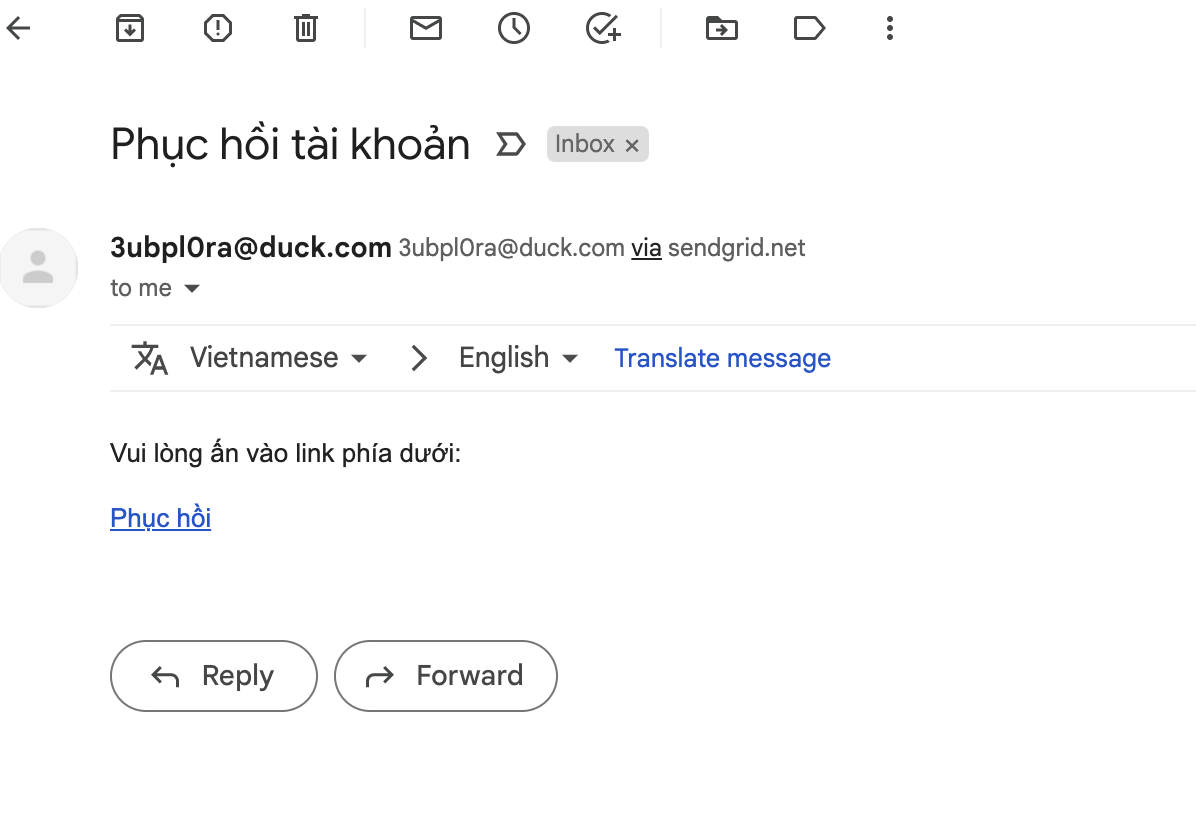 Phục hồi tài khoản Inbox ×
3ubpl0ra@duck.com 3ubpl0ra@duck.com via sendgrid.net
to me
Vietnamese English Translate message
Vui lòng ấn vào link phía dưới:
Phục hồi
Reply Forward